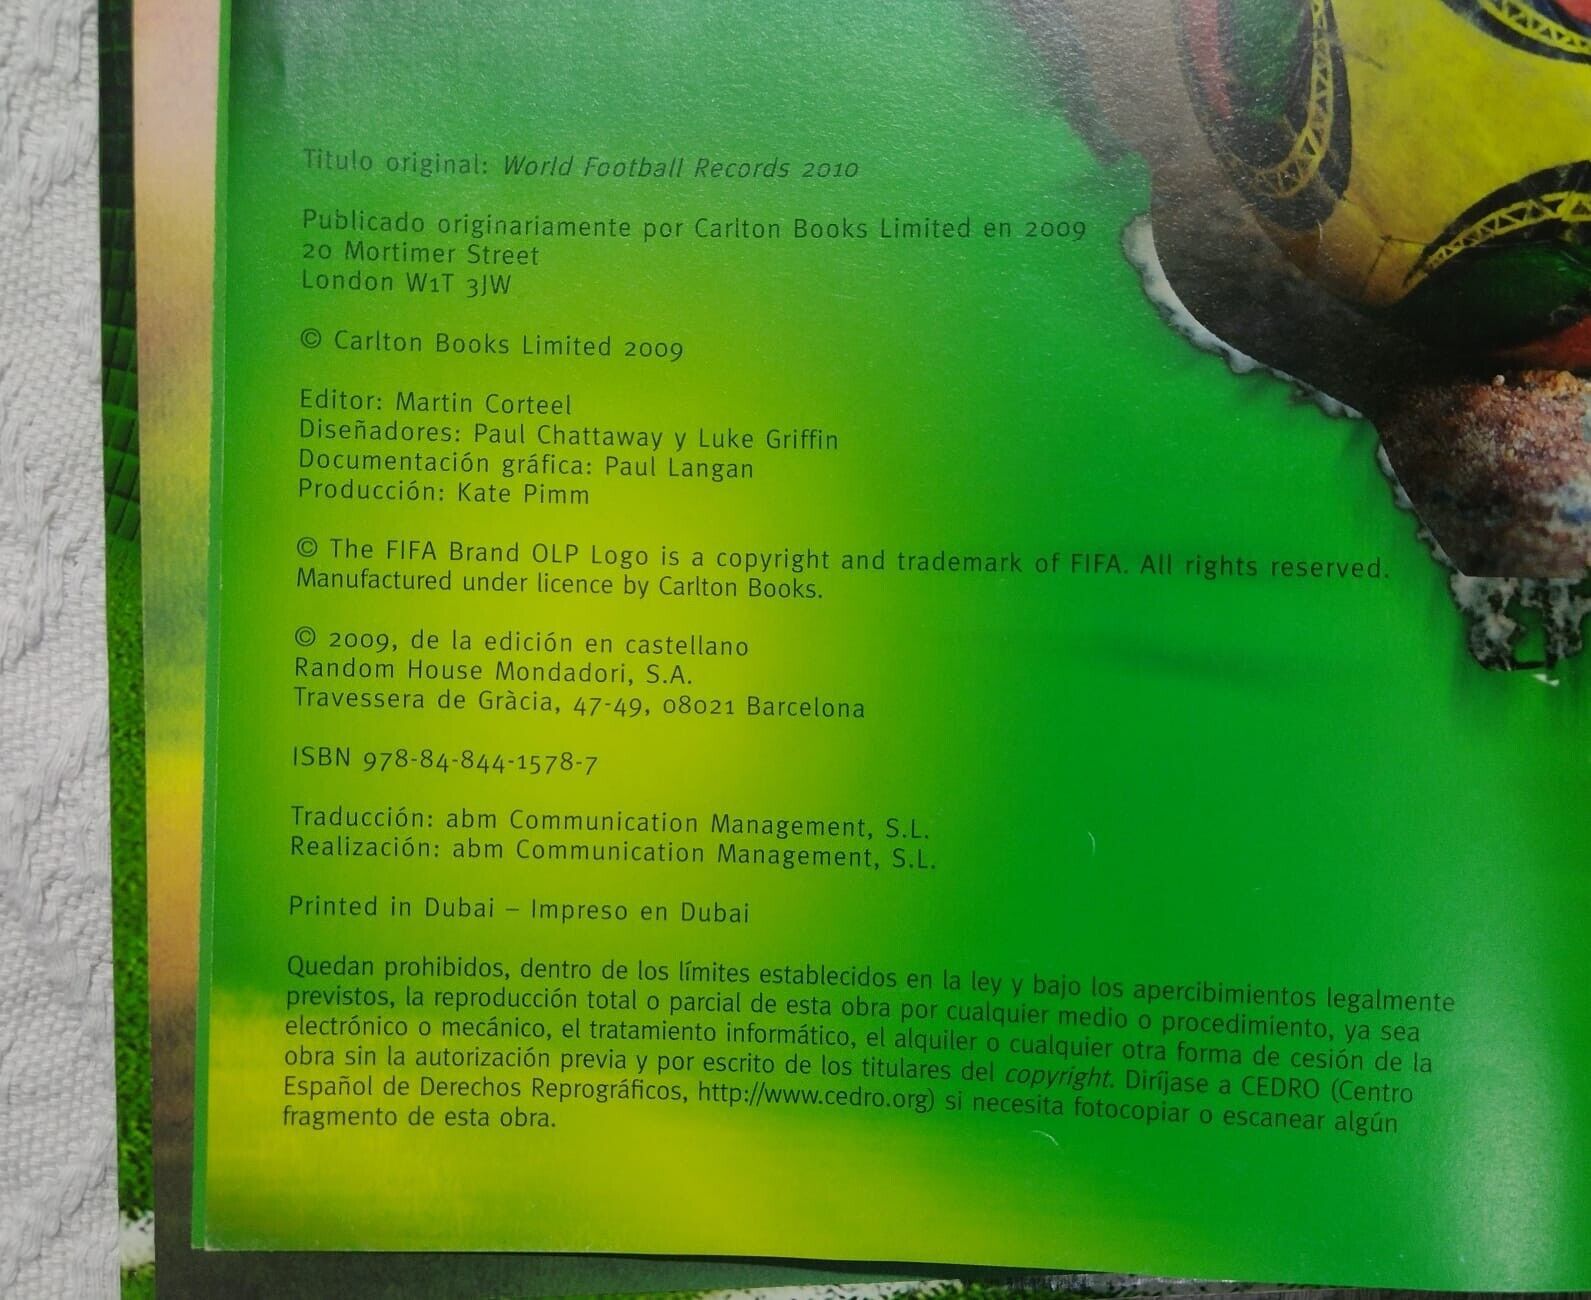 Título original: World Football Records 2010
Publicado originariamente por Carlton Books Limited en 2009
20 Mortimer Street
London W1T 3JW
© Carlton Books Limited 2009
Editor: Martin Corteel
Diseñadores: Paul Chattaway y Luke Griffin
Documentación gráfica: Paul Langan
Producción: Kate Pimm
© The FIFA Brand OLP Logo is a copyright and trademark of FIFA. All rights reserved.
Manufactured under licence by Carlton Books.
© 2009, de la edición en castellano
Random House Mondadori, S.A.
Travessera de Gràcia, 47-49, 08021 Barcelona
ISBN 978-84-844-1578-7
Traducción: abm Communication Management, S.L.
Realización: abm Communication Management, S.L.
Printed in Dubai – Impreso en Dubai
Quedan prohibidos, dentro de los límites establecidos en la ley y bajo los apercibimientos legalmente
previstos, la reproducción total o parcial de esta obra por cualquier medio o procedimiento, ya sea
electrónico o mecánico, el tratamiento informático, el alquiler o cualquier otra forma de cesión de la
obra sin la autorización previa y por escrito de los titulares del copyright. Diríjase a CEDRO (Centro
Español de Derechos Reprográficos, http://www.cedro.org) si necesita fotocopiar o escanear algún
fragmento de esta obra.